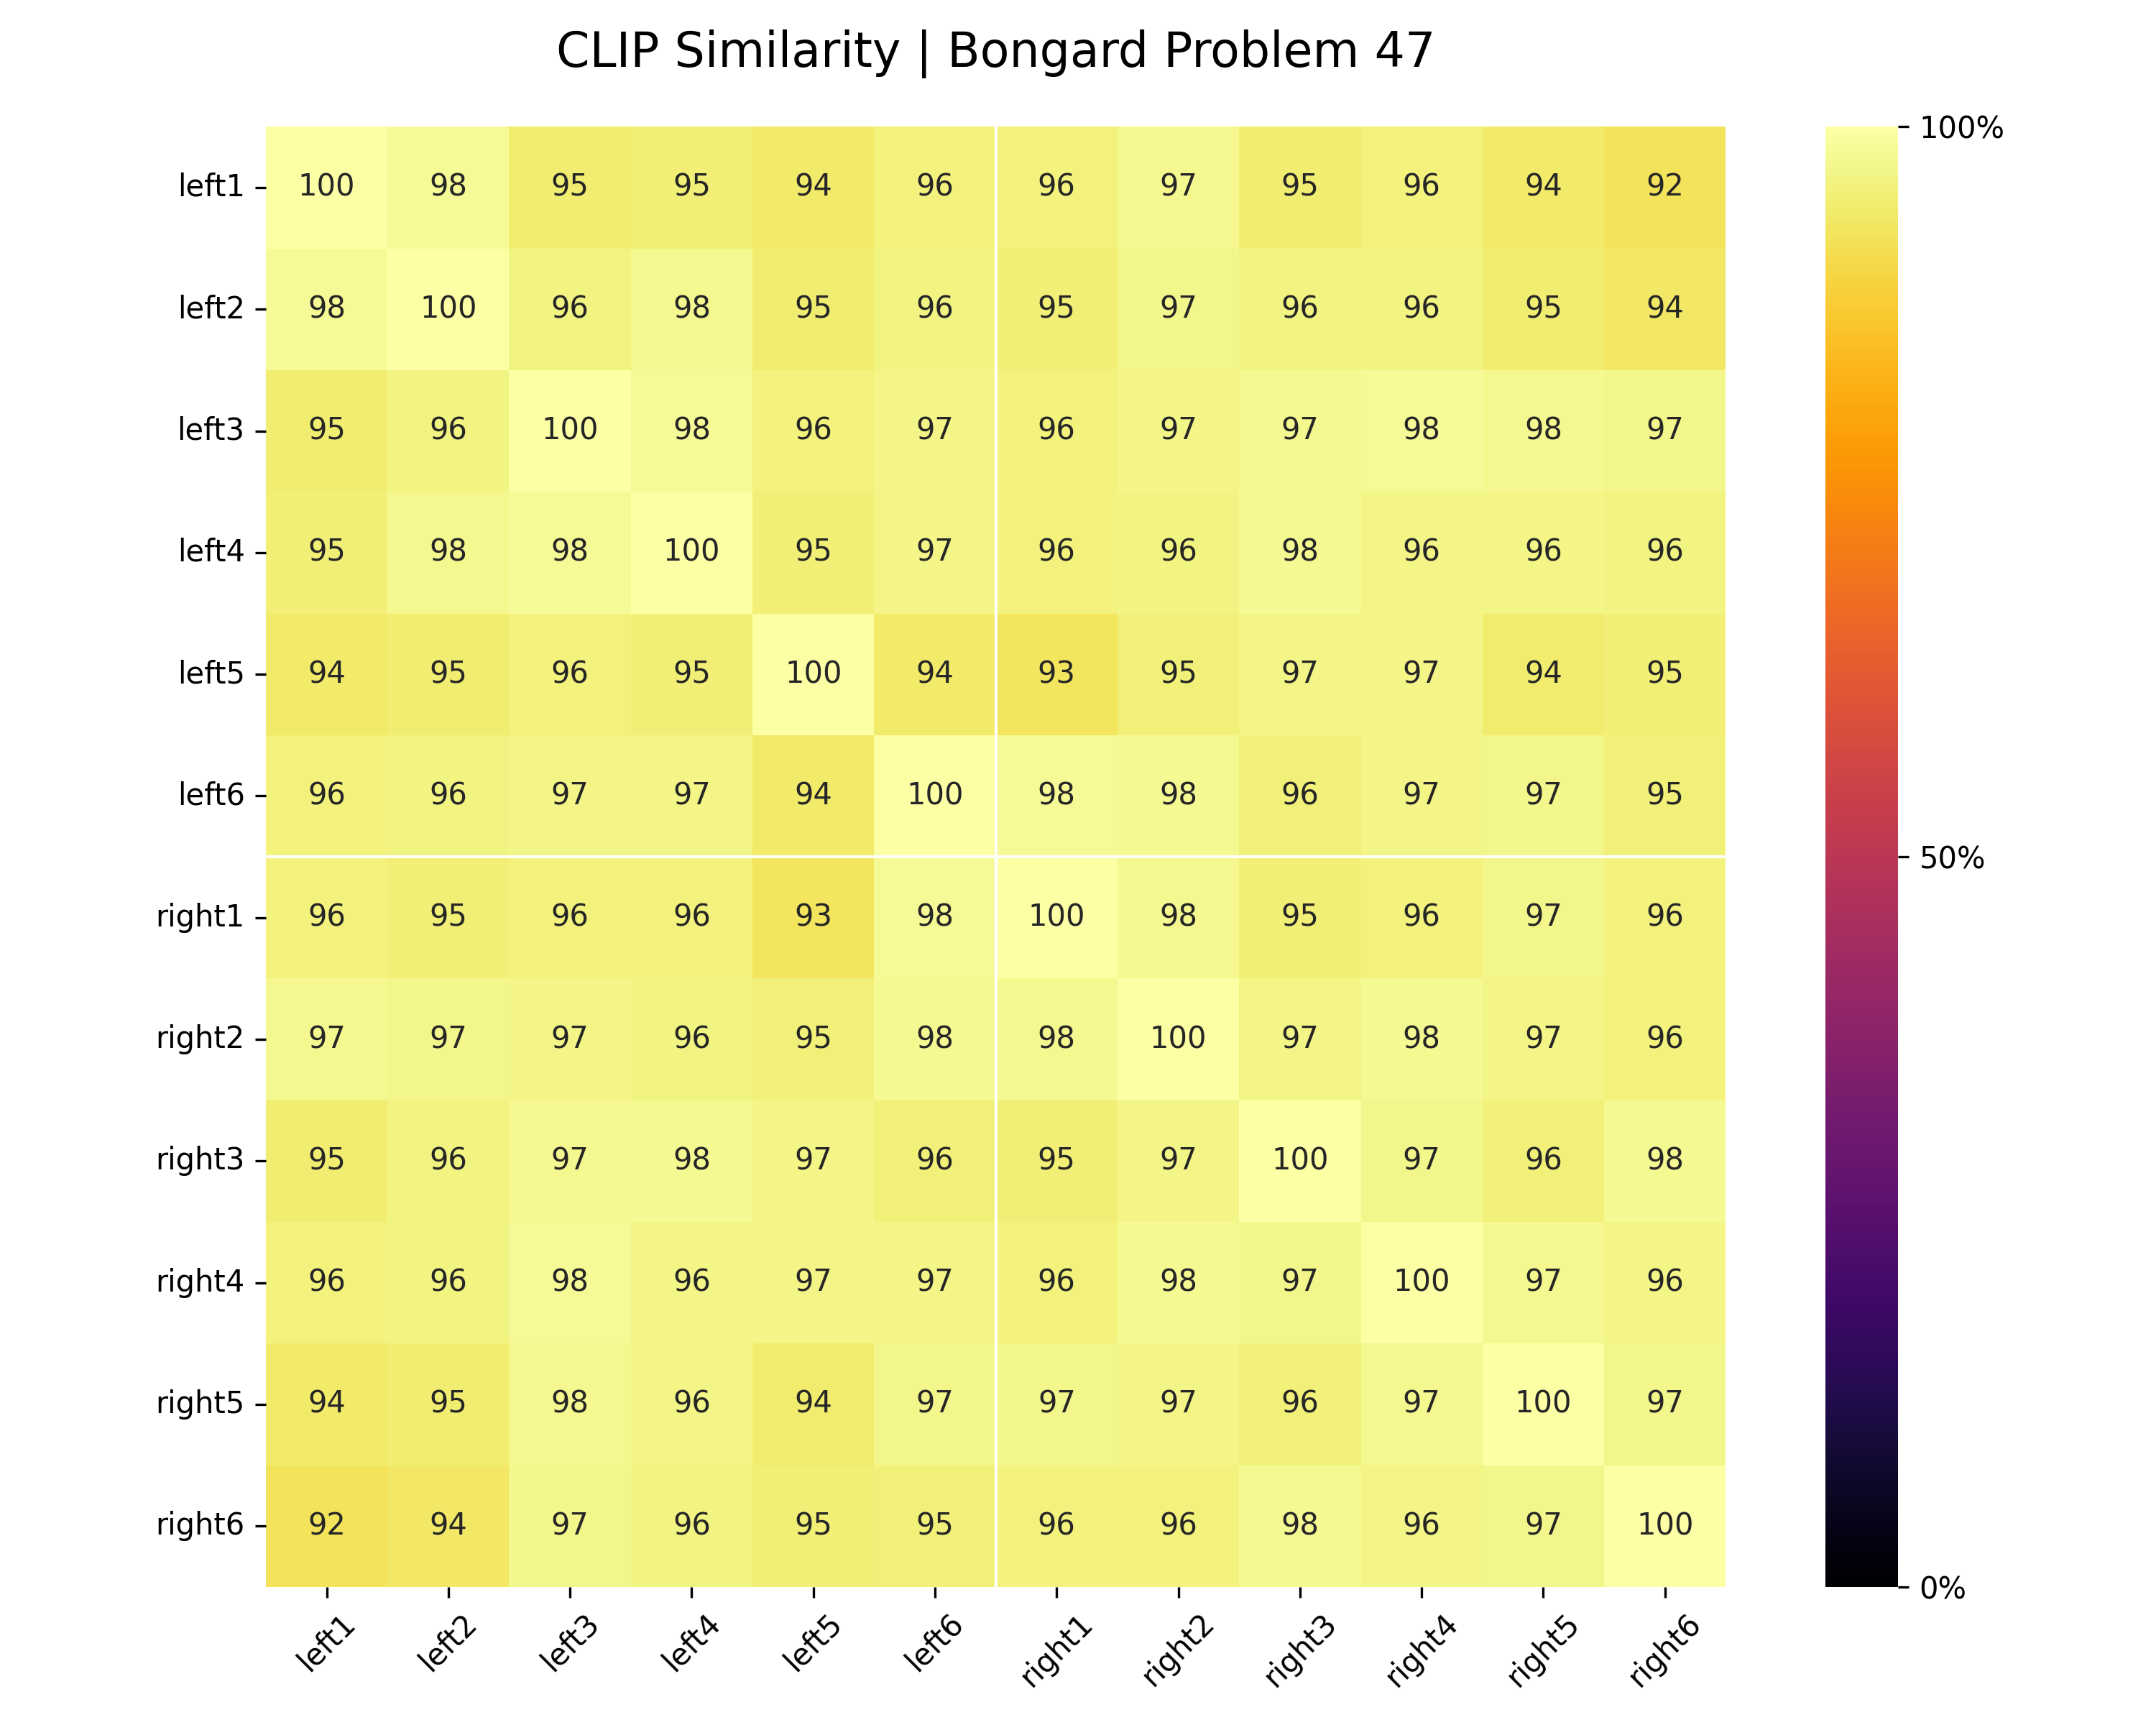 CLIP Similarity | Bongard Problem 47
left1 100 98 95 95 94 96 96 97 95 96 94 92
left2 98 100 96 98 95 96 95 97 96 96 95 94
left3 95 96 100 98 96 97 96 97 97 98 98 97
left4 95 98 98 100 95 97 96 96 98 96 96 96
left5 94 95 96 95 100 94 93 95 97 97 94 95
left6 96 96 97 97 94 100 98 98 96 97 97 95
right1 96 95 96 96 93 98 100 98 95 96 97 96
right2 97 97 97 96 95 98 98 100 97 98 97 96
right3 95 96 97 98 97 96 95 97 100 97 96 98
right4 96 96 98 96 97 97 96 98 97 100 97 96
right5 94 95 98 96 94 97 97 97 96 97 100 97
right6 92 94 97 96 95 95 96 96 98 96 97 100
left1 left2 left3 left4 left5 left6 right1 right2 right3 right4 right5 right6
100%
50%
0%